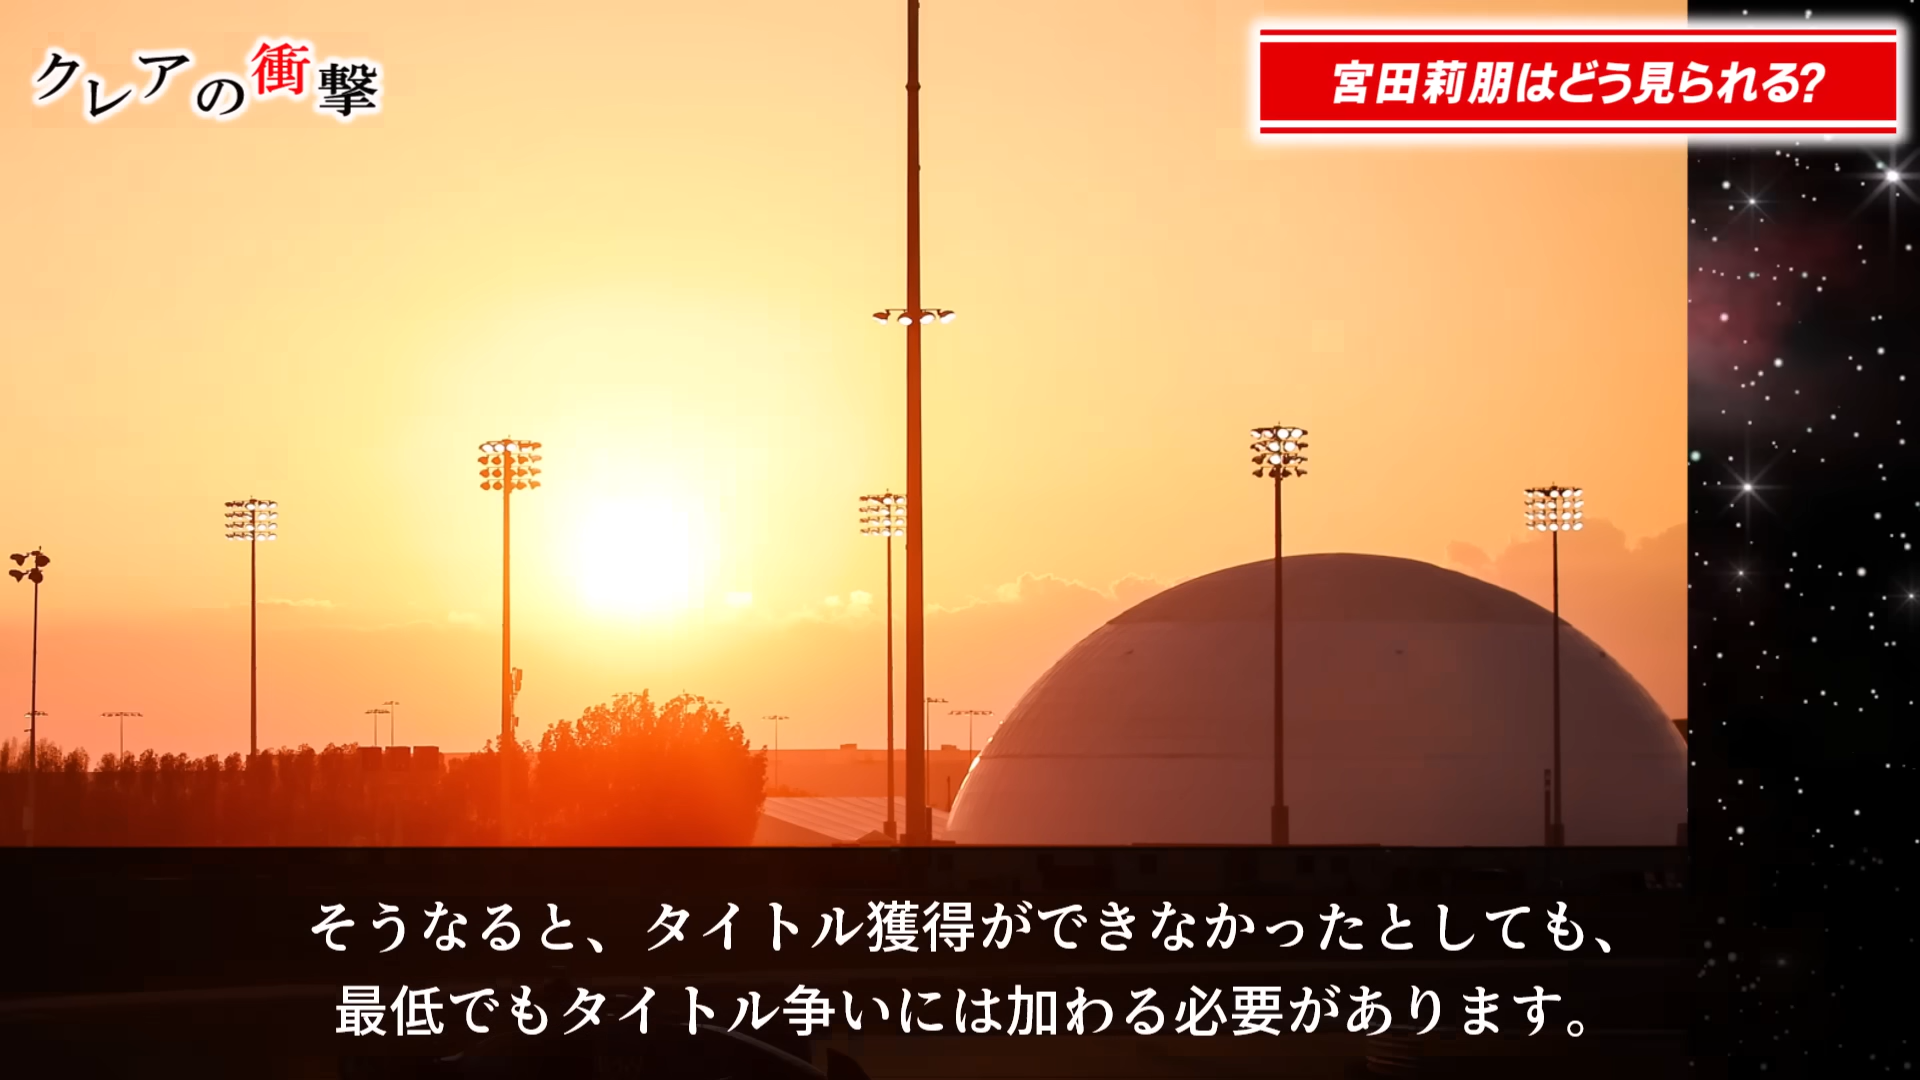 クレアの衝撃
宮田莉朋はどう見られる?
そうなると、タイトル獲得ができなかったとしても、
最低でもタイトル争いには加わる必要があります。